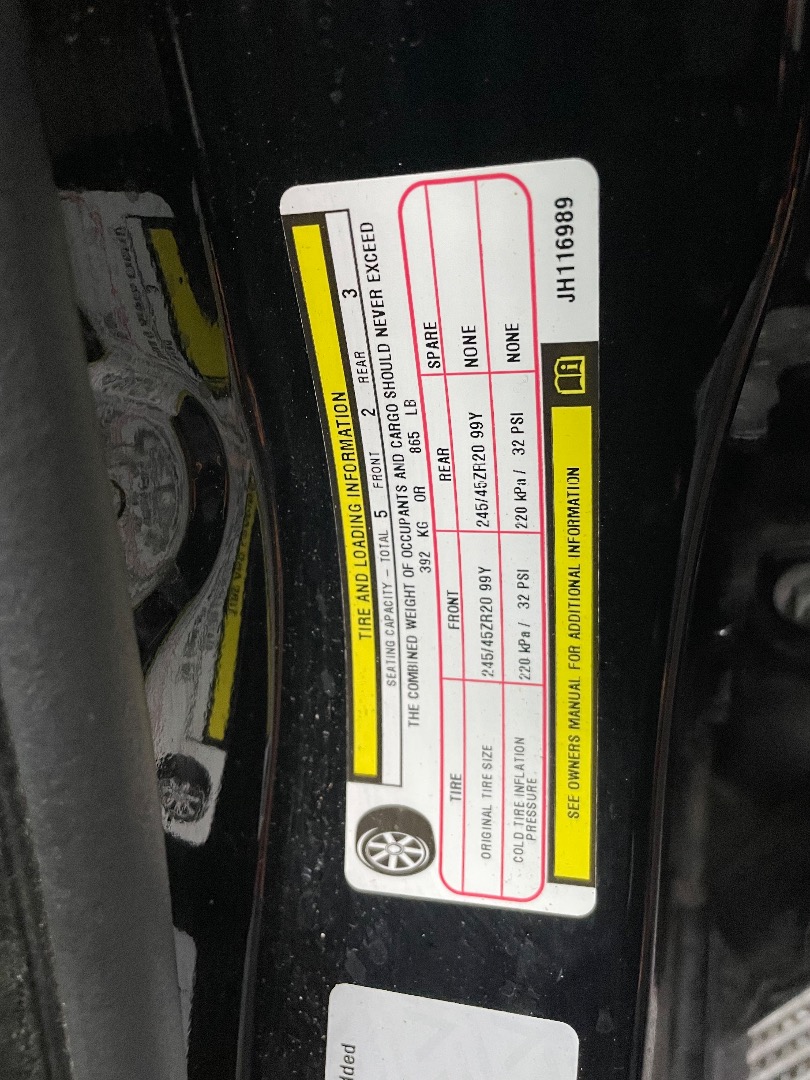 TIRE AND LOADING INFORMATION
SEATING CAPACITY – TOTAL 5 FRONT 2 REAR 3
THE COMBINED WEIGHT OF OCCUPANTS AND CARGO SHOULD NEVER EXCEED
392 KG OR 865 LB
TIRE FRONT REAR SPARE
ORIGINAL TIRE SIZE 245/45ZR20 99Y 245/45ZR20 99Y NONE
COLD TIRE INFLATION PRESSURE 220 kPa / 32 PSI 220 kPa / 32 PSI NONE
SEE OWNERS MANUAL FOR ADDITIONAL INFORMATION
JH116989